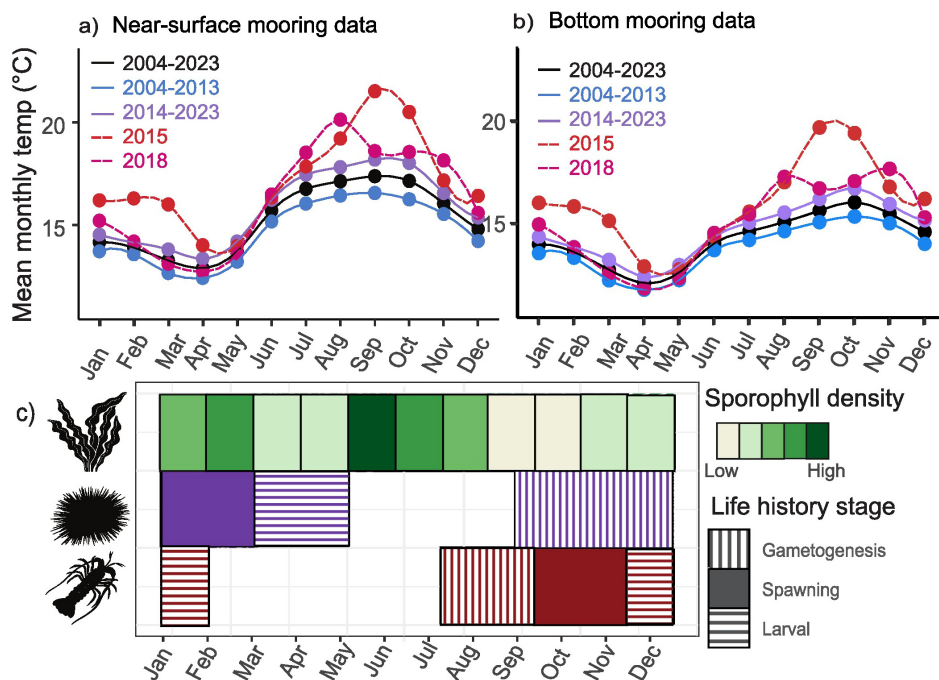 a) Near-surface mooring data
b) Bottom mooring data
Mean monthly temp (°C)
20
15
2004-2023
2004-2013
2014-2023
2015
2018
Jan
Feb
Mar
Apr
May
Jun
Jul
Aug
Sep
Oct
Nov
Dec
20
15
2004-2023
2004-2013
2014-2023
2015
2018
Jan
Feb
Mar
Apr
May
Jun
Jul
Aug
Sep
Oct
Nov
Dec
c)
Jan
Feb
Mar
Apr
May
Jun
Jul
Aug
Sep
Oct
Nov
Dec
Sporophyll density
Low High
Life history stage
Gametogenesis
Spawning
Larval